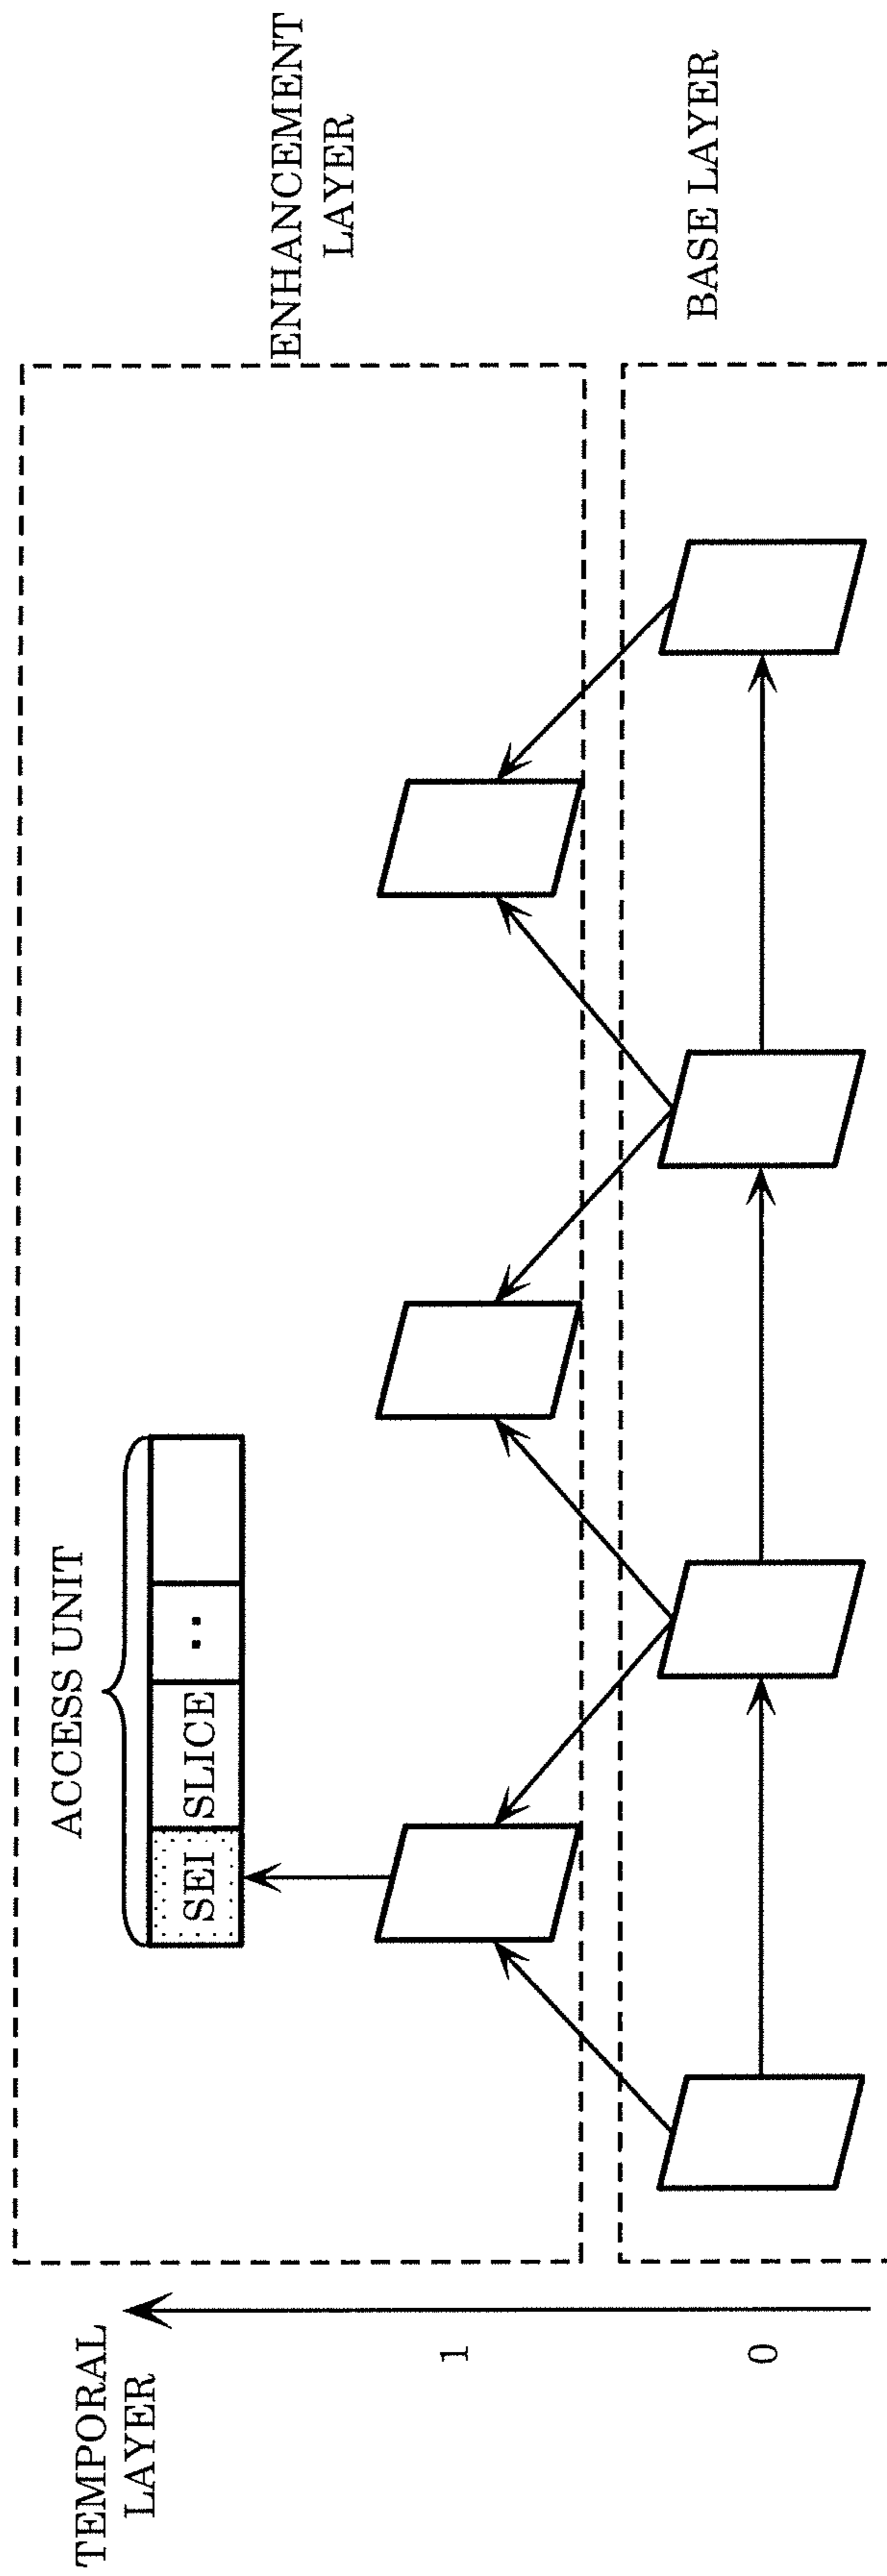 TEMPORAL
LAYER
1
0
ACCESS UNIT
SEI
SLICE
..
ENHANCEMENT
LAYER
BASE LAYER